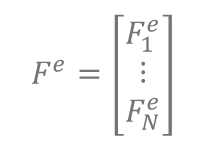 F^e = [F_1^e
⋮
F_N^e]